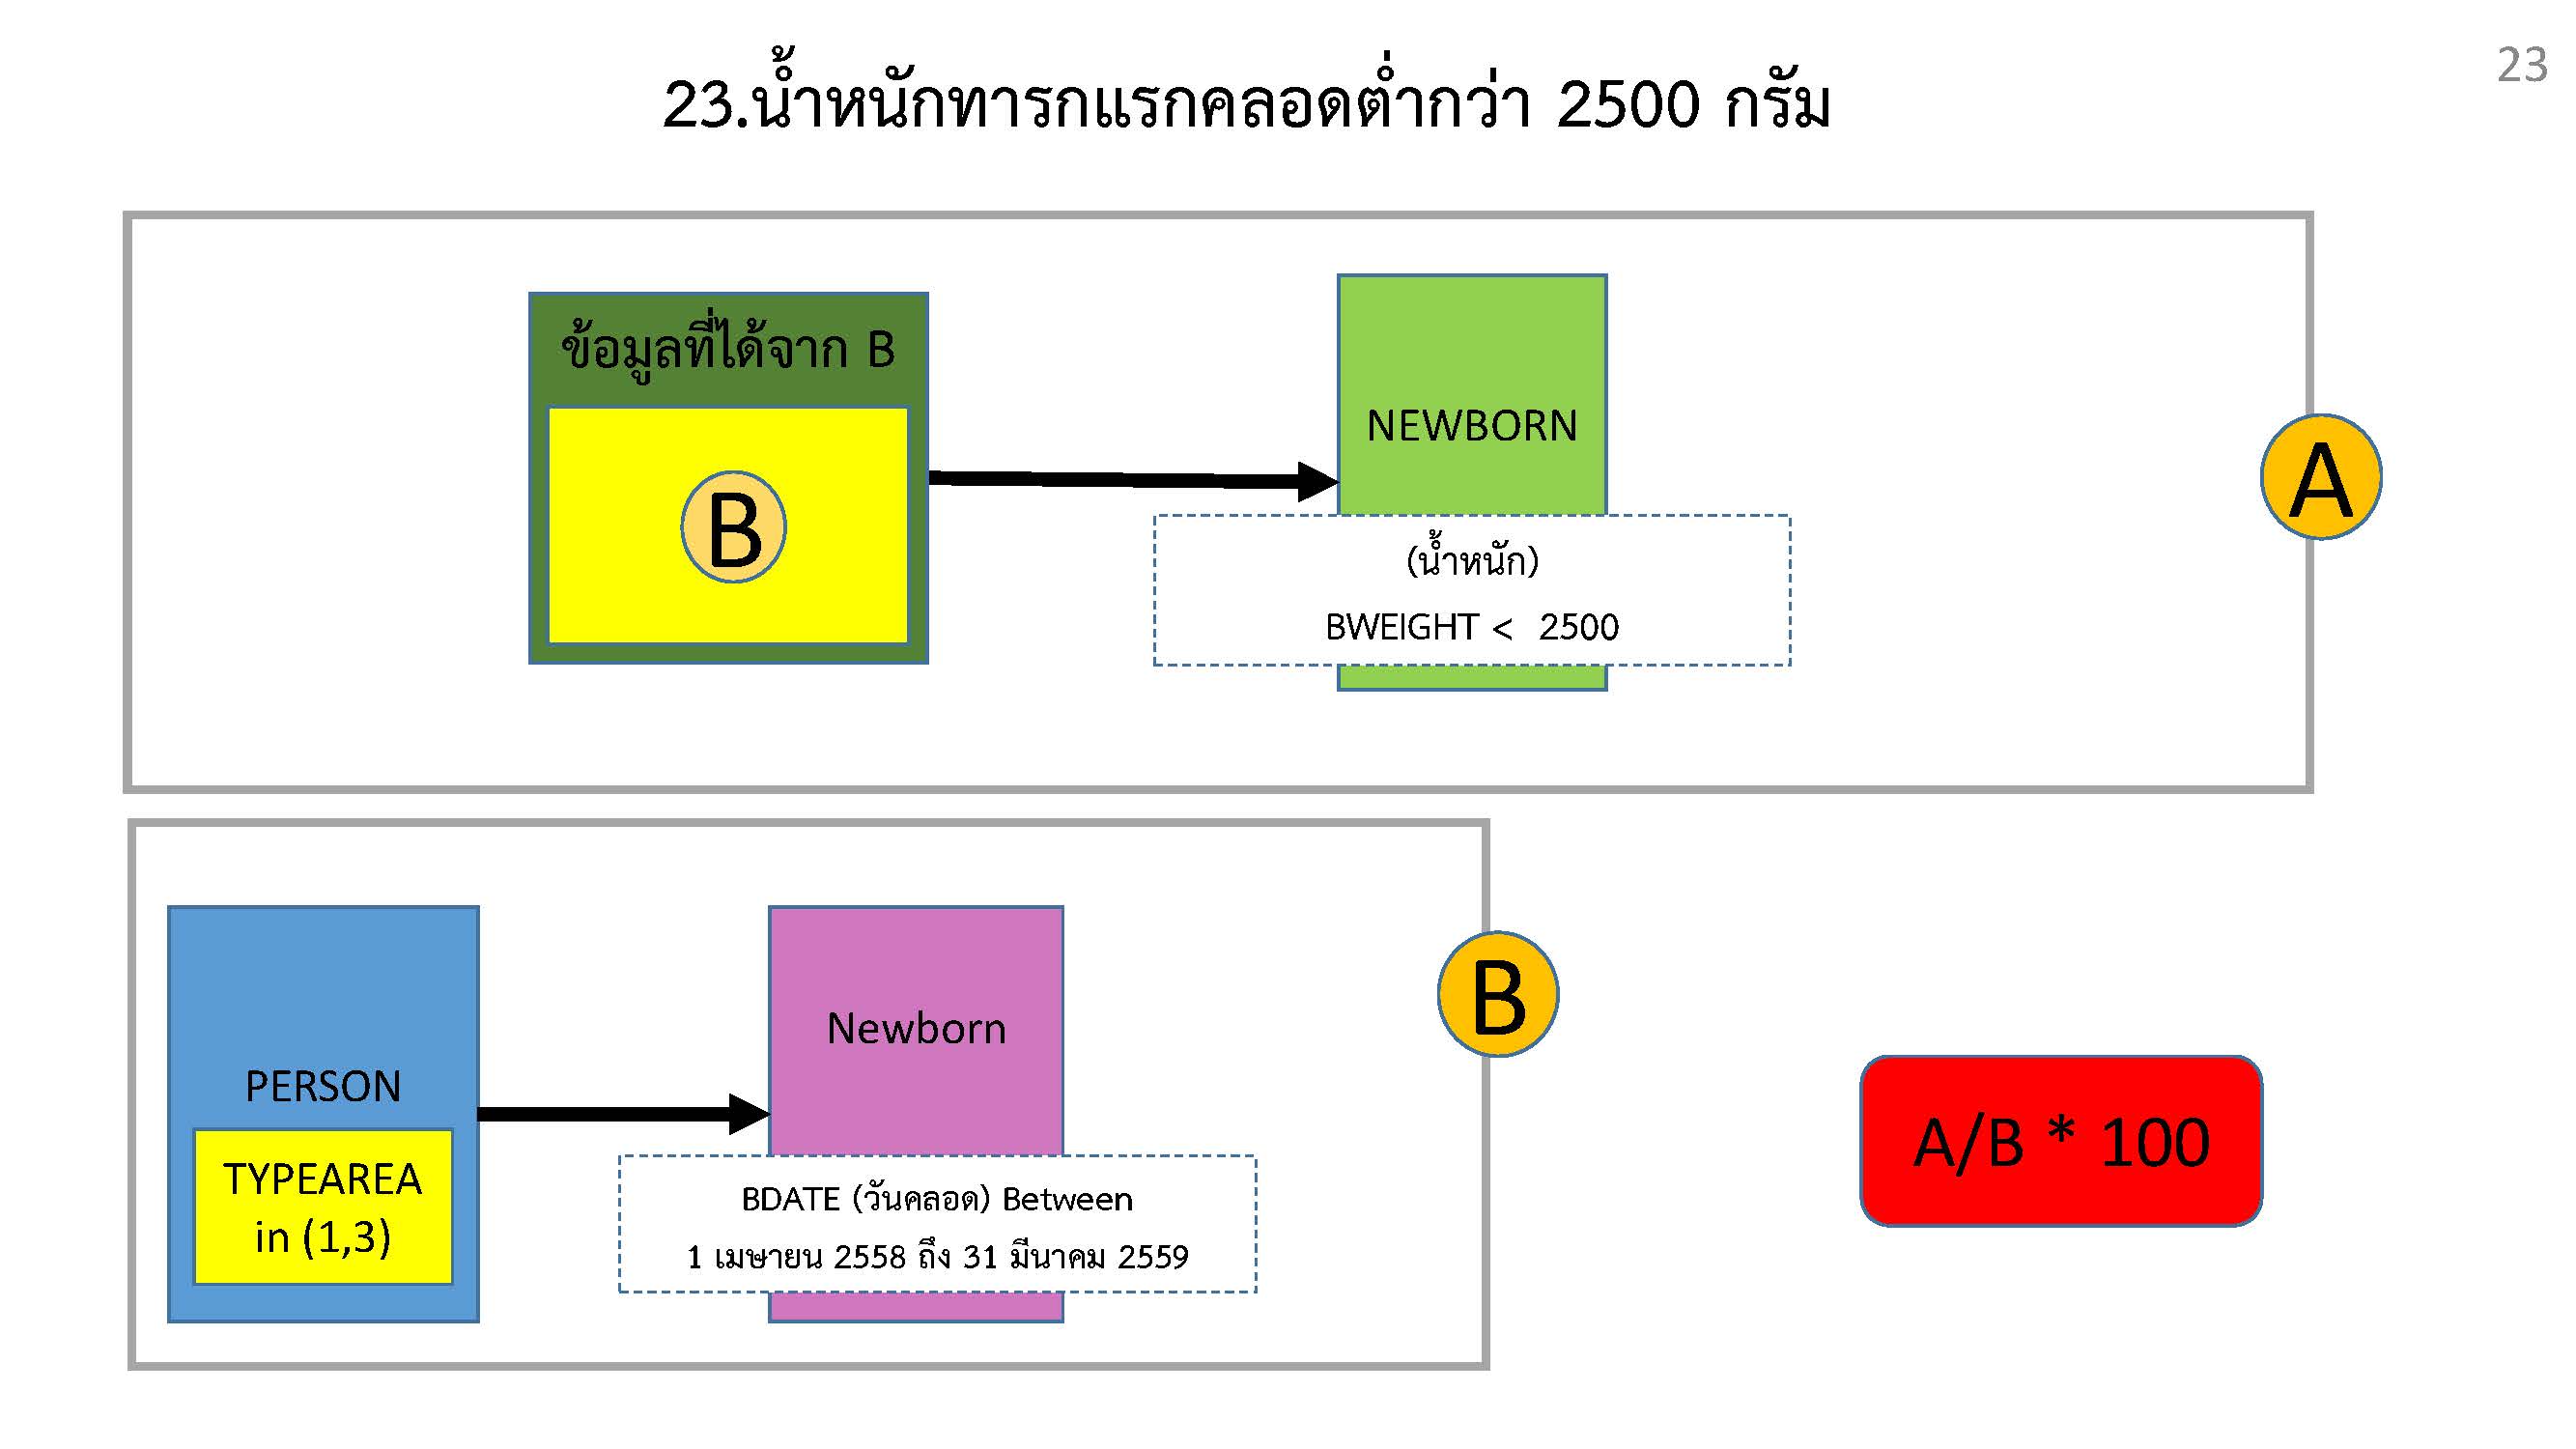 23
23.น้ำหนักทารกแรกคลอดต่ำกว่า 2500 กรัม
ข้อมูลที่ได้จาก B
B
NEWBORN
(น้ำหนัก)
BWEIGHT < 2500
A
PERSON
TYPEAREA
in (1,3)
Newborn
BDATE (วันคลอด) Between
1 เมษายน 2558 ถึง 31 มีนาคม 2559
B
A/B * 100